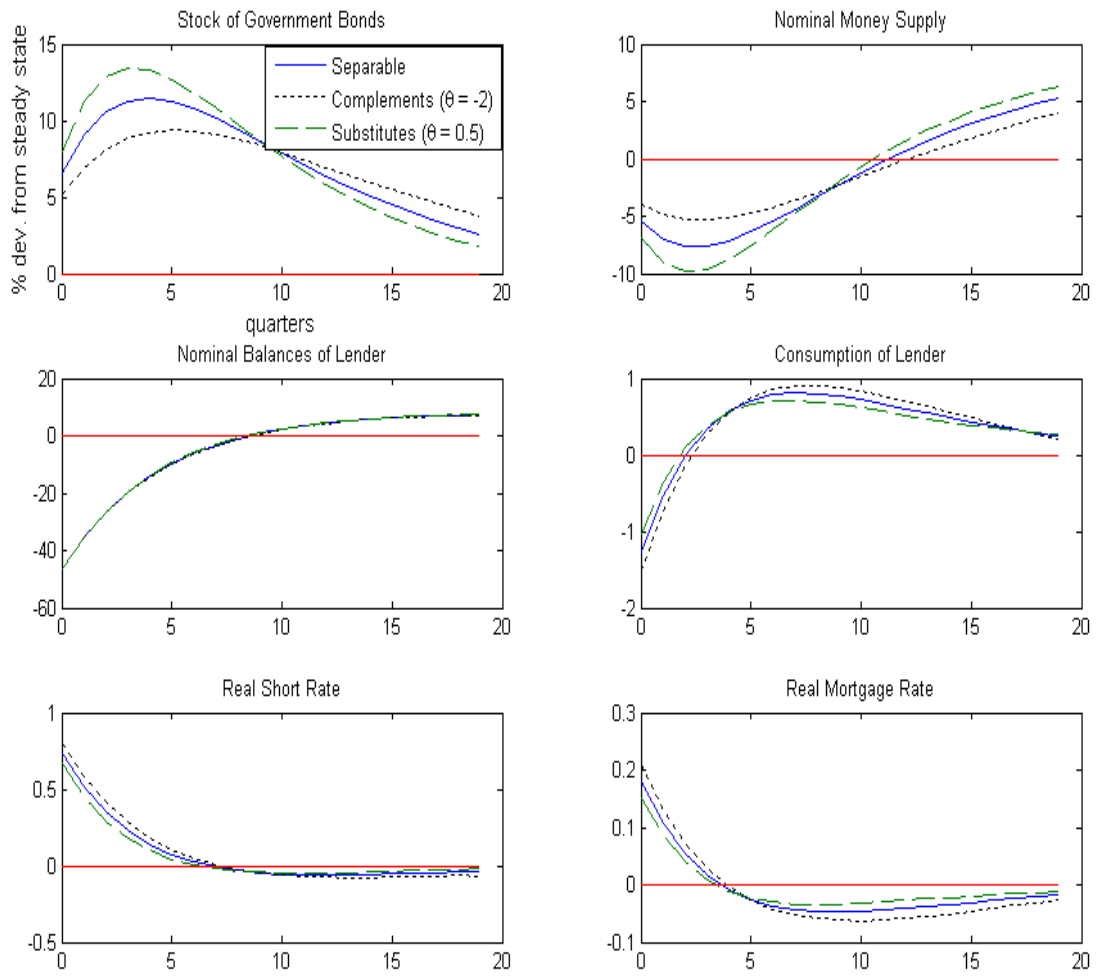 Stock of Government Bonds
% dev. from steady state
15
10
5
0
0 5 10 15 20
quarters
Separable
Complements (θ = -2)
Substitutes (θ = 0.5)
Nominal Money Supply
10
5
0
-5
-10
0 5 10 15 20
Nominal Balances of Lender
20
0
-20
-40
-60
0 5 10 15 20
Consumption of Lender
1
0
-1
-2
0 5 10 15 20
Real Short Rate
1
0.5
0
-0.5
0 5 10 15 20
Real Mortgage Rate
0.3
0.2
0.1
0
-0.1
0 5 10 15 20